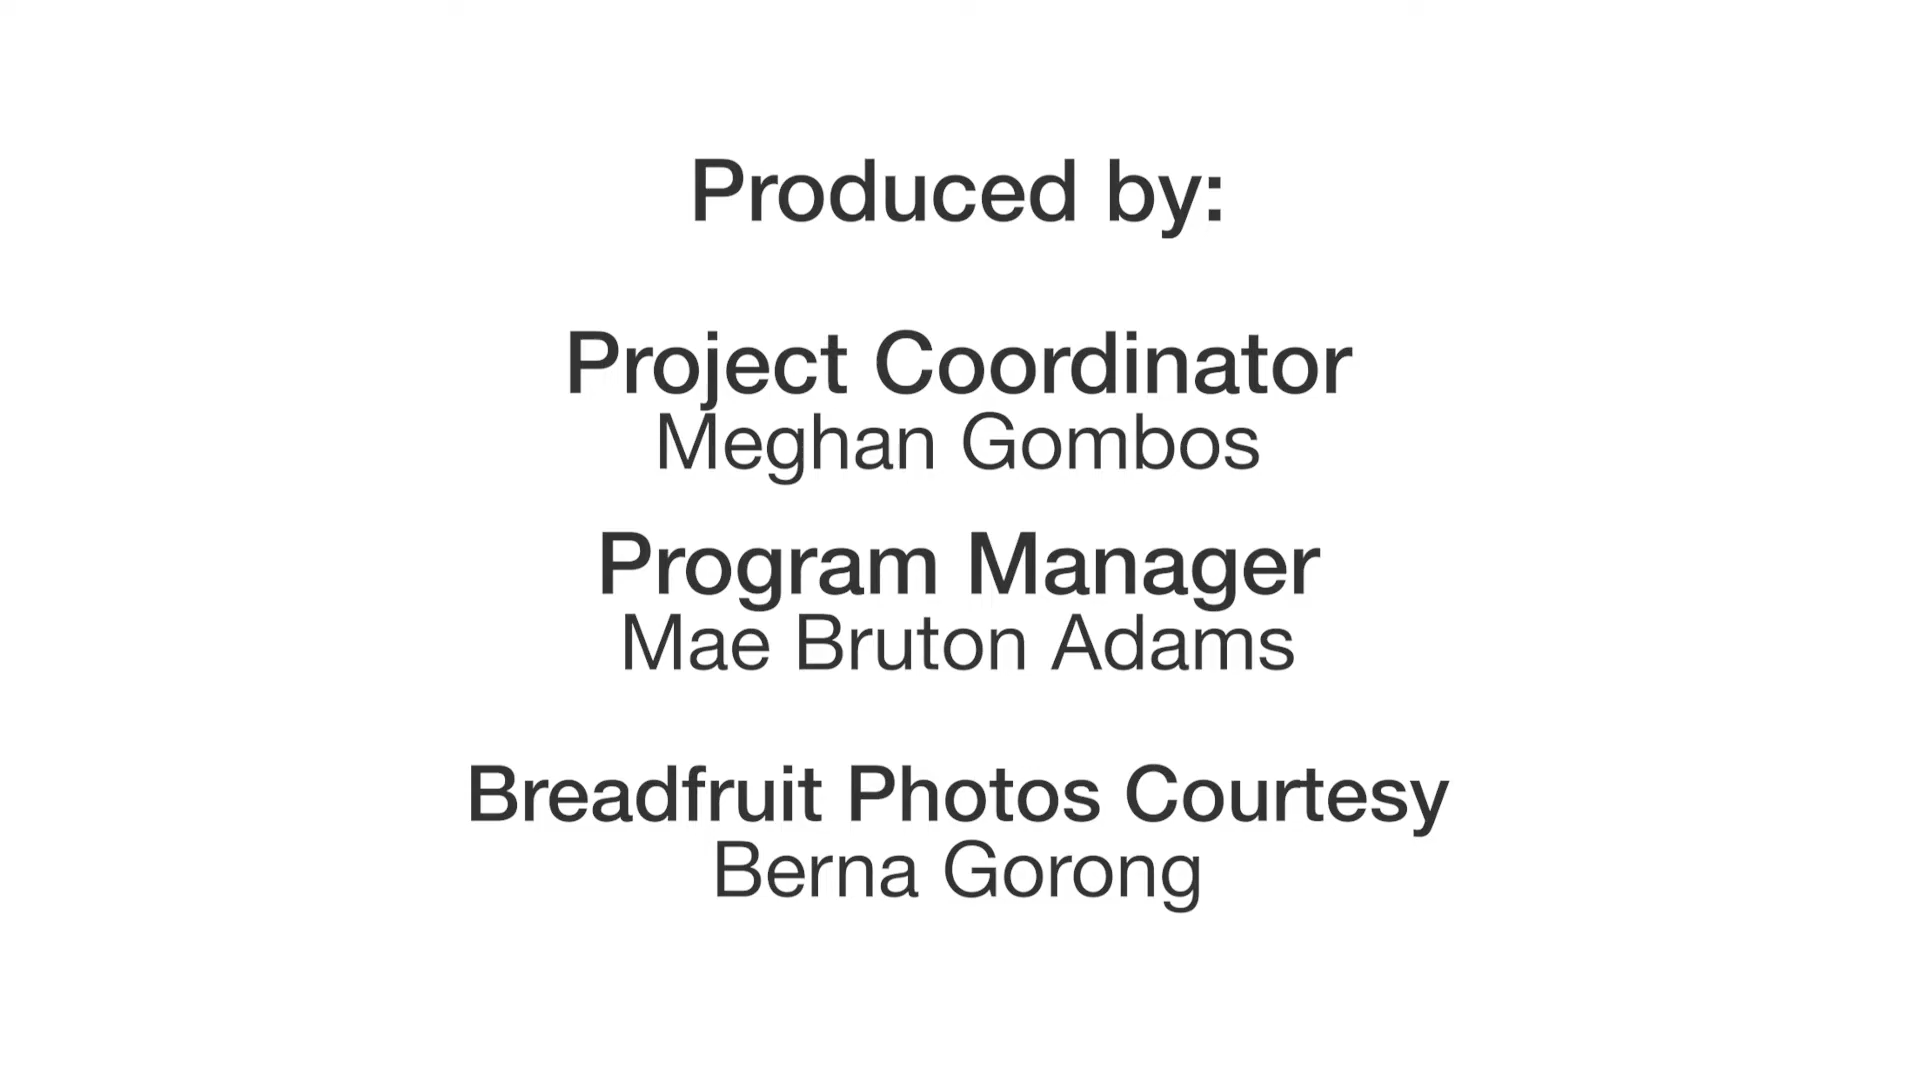 Produced by:
Project Coordinator
Meghan Gombos
Program Manager
Mae Bruton Adams
Breadfruit Photos Courtesy
Berna Gorong